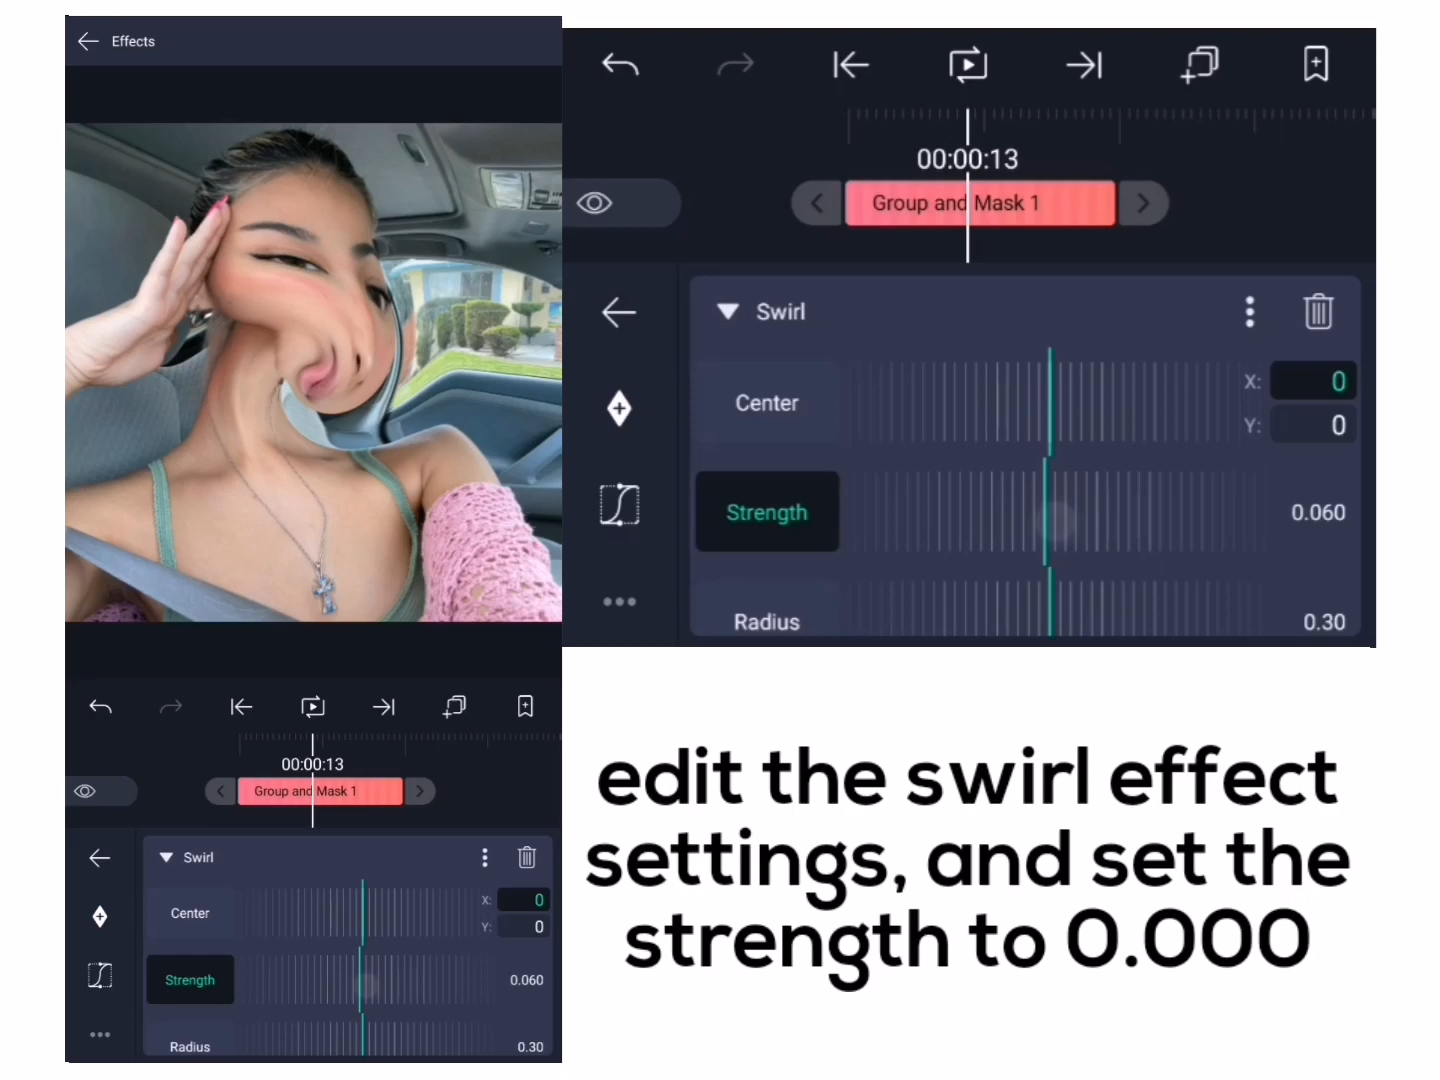 Effects
00:00:13
Group and Mask 1
Swirl
Center
X: 0
Y: 0
Strength
0.060
Radius
0.30
00:00:13
Group and Mask 1
Swirl
Center
X: 0
Y: 0
Strength
0.060
Radius
0.30
edit the swirl effect
settings, and set the
strength to 0.000